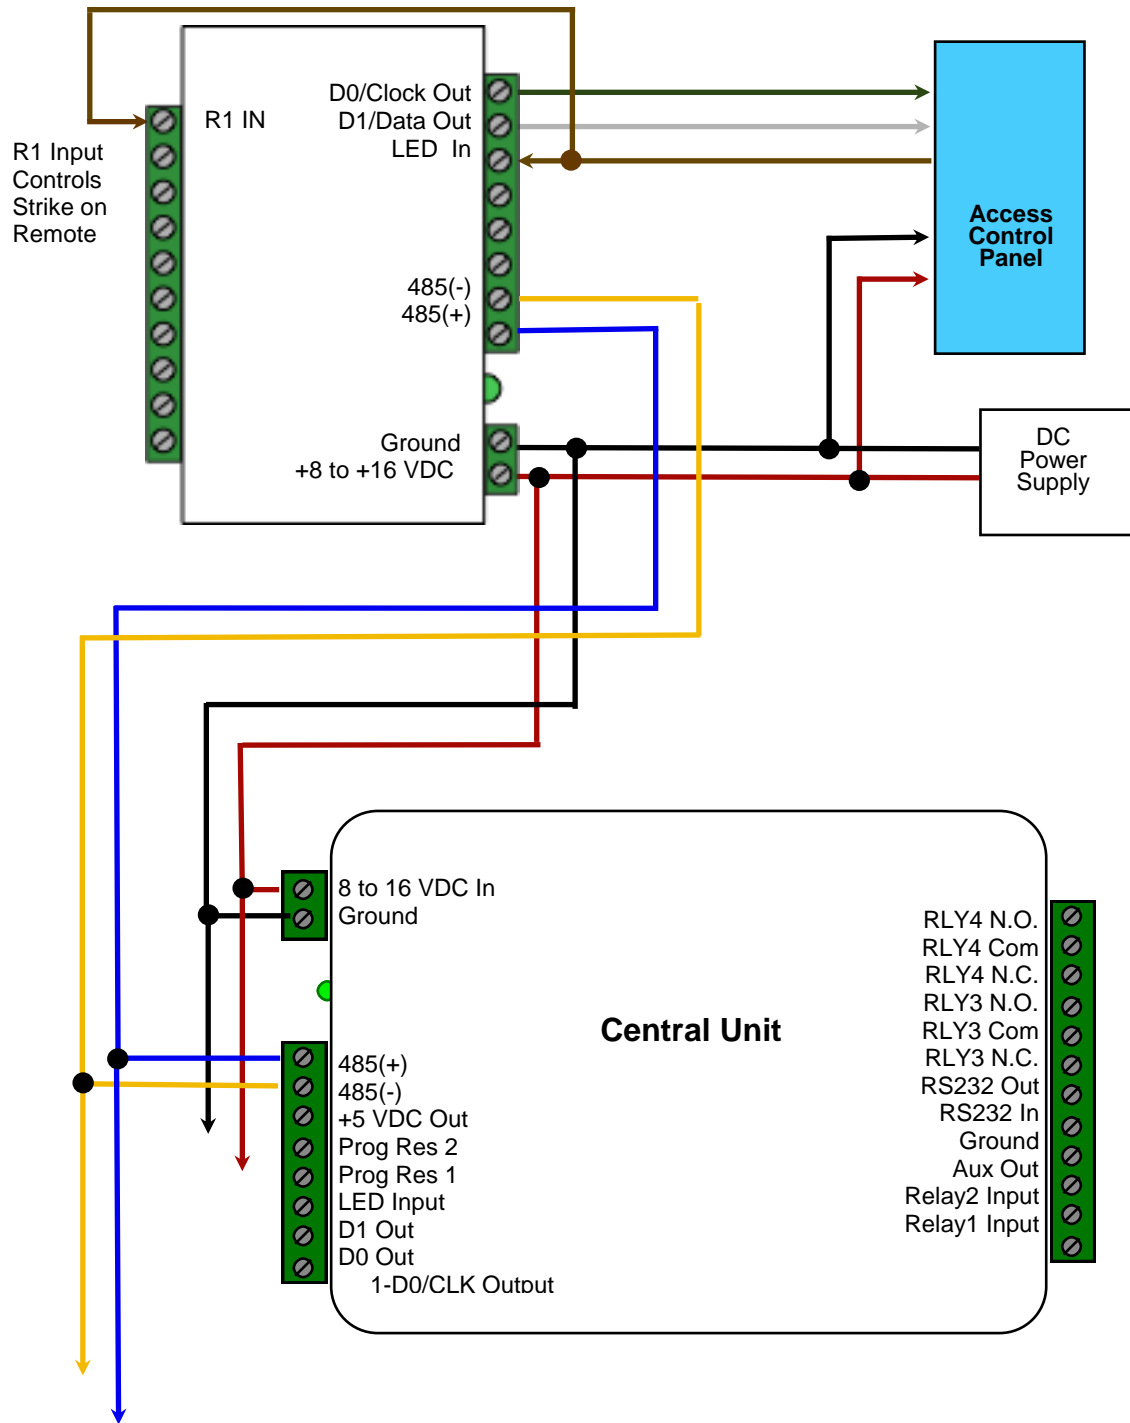 D0/Clock Out
R1 IN
D1/Data Out
LED  In
R1 Input
Controls
Strike on
Remote
Access
Control
Panel
485(-)
485(+)
Ground
+8 to +16 VDC
DC
Power
Supply
8 to 16 VDC In
Ground
Central Unit
485(+)
485(-)
+5 VDC Out
Prog Res 2
Prog Res 1
LED Input
D1 Out
D0 Out
1-D0/CLK Output
RLY4 N.O.
RLY4 Com
RLY4 N.C.
RLY3 N.O.
RLY3 Com
RLY3 N.C.
RS232 Out
RS232 In
Ground
Aux Out
Relay2 Input
Relay1 Input